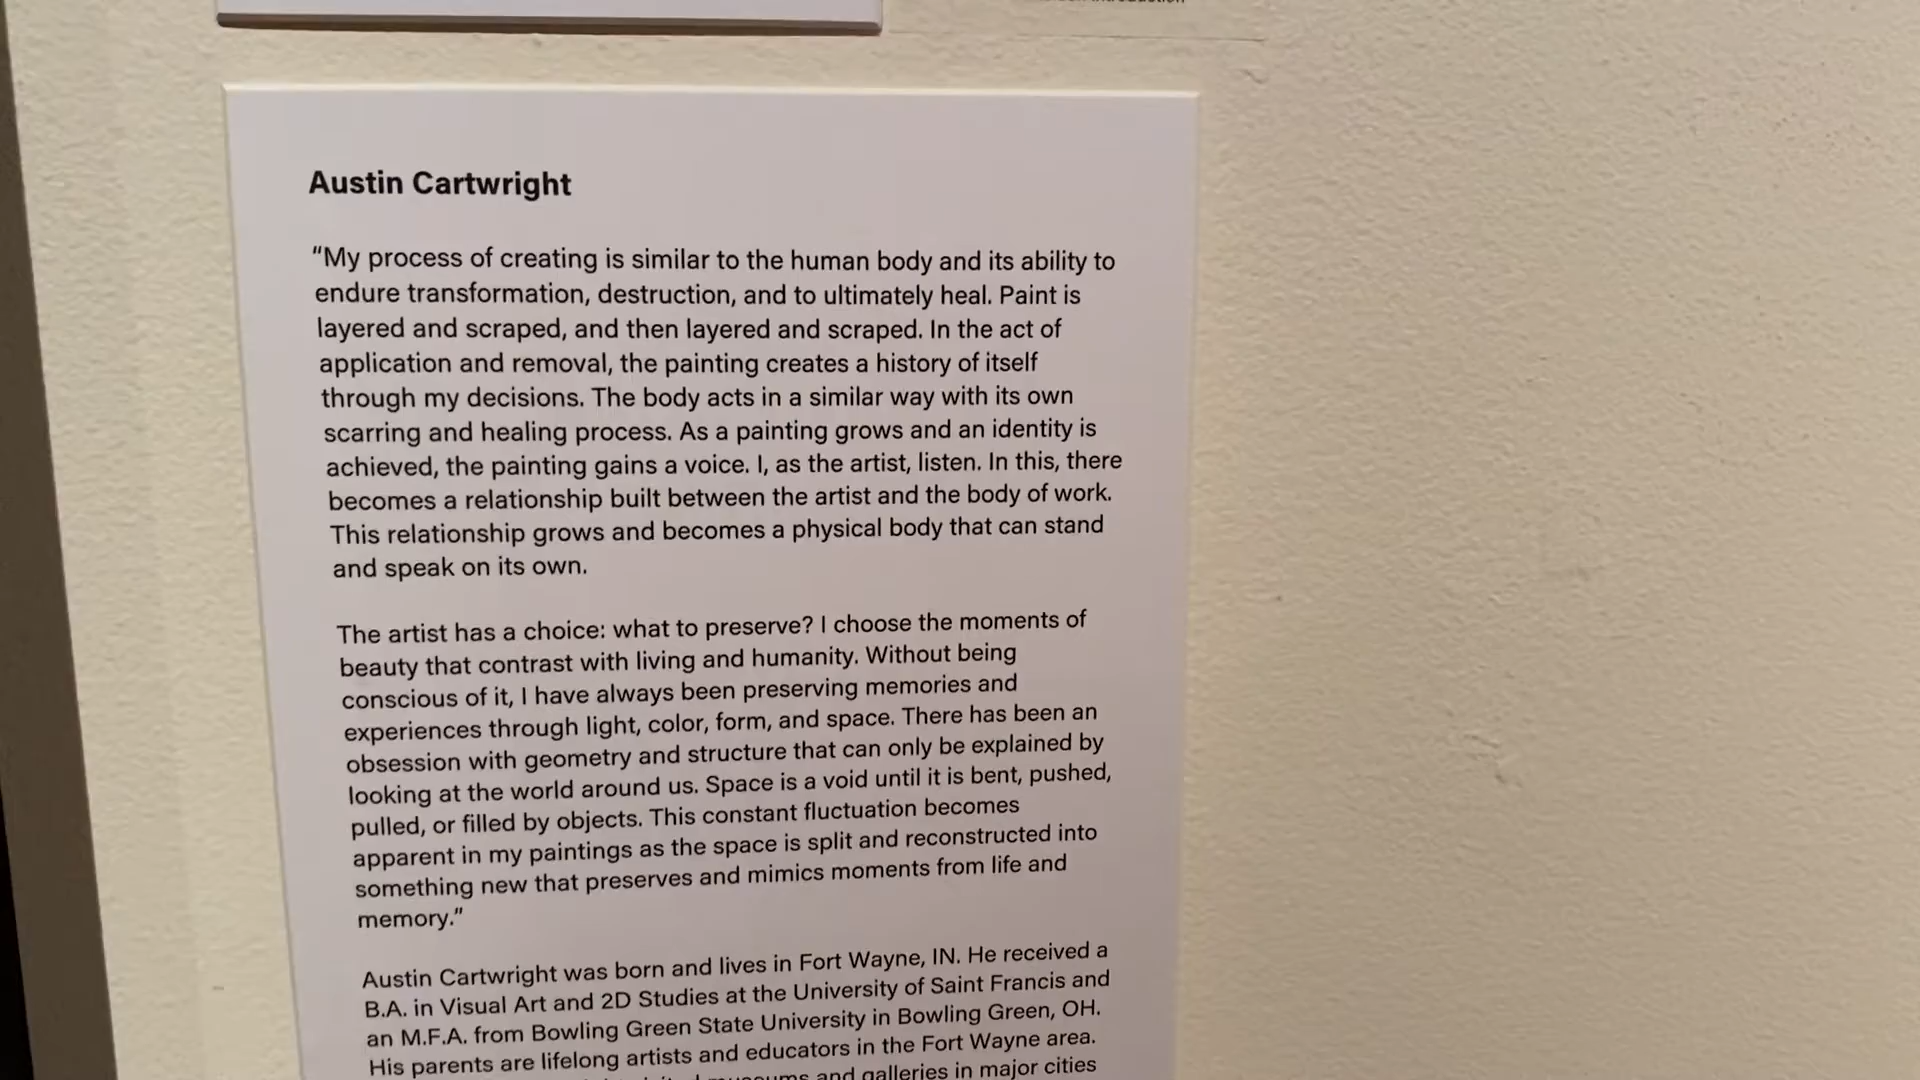 Austin Cartwright
“My process of creating is similar to the human body and its ability to
endure transformation, destruction, and to ultimately heal. Paint is
layered and scraped, and then layered and scraped. In the act of
application and removal, the painting creates a history of itself
through my decisions. The body acts in a similar way with its own
scarring and healing process. As a painting grows and an identity is
achieved, the painting gains a voice. I, as the artist, listen. In this, there
becomes a relationship built between the artist and the body of work.
This relationship grows and becomes a physical body that can stand
and speak on its own.
The artist has a choice: what to preserve? I choose the moments of
beauty that contrast with living and humanity. Without being
conscious of it, I have always been preserving memories and
experiences through light, color, form, and space. There has been an
obsession with geometry and structure that can only be explained by
looking at the world around us. Space is a void until it is bent, pushed,
pulled, or filled by objects. This constant fluctuation becomes
apparent in my paintings as the space is split and reconstructed into
something new that preserves and mimics moments from life and
memory.”
Austin Cartwright was born and lives in Fort Wayne, IN. He received a
B.A. in Visual Art and 2D Studies at the University of Saint Francis and
an M.F.A. from Bowling Green State University in Bowling Green, OH.
His parents are lifelong artists and educators in the Fort Wayne area.
museums and galleries in major cities